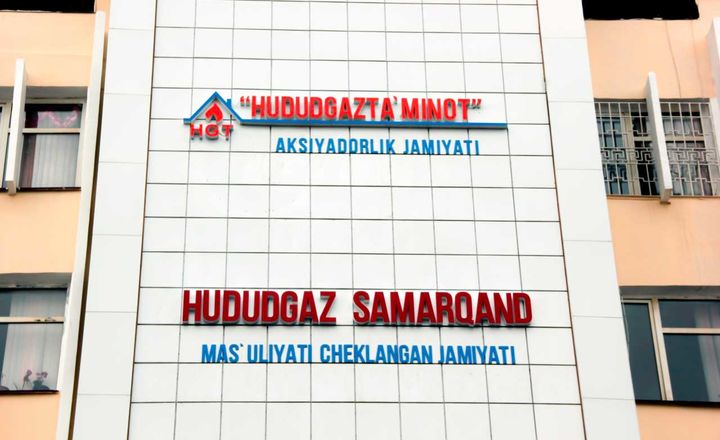 "HUDUDGAZTA`MINOT"
HGT
AKSIYADORLIK JAMIYATI
HUDUDGAZ SAMARQAND
MAS`ULIYATI CHEKLANGAN JAMIYATI